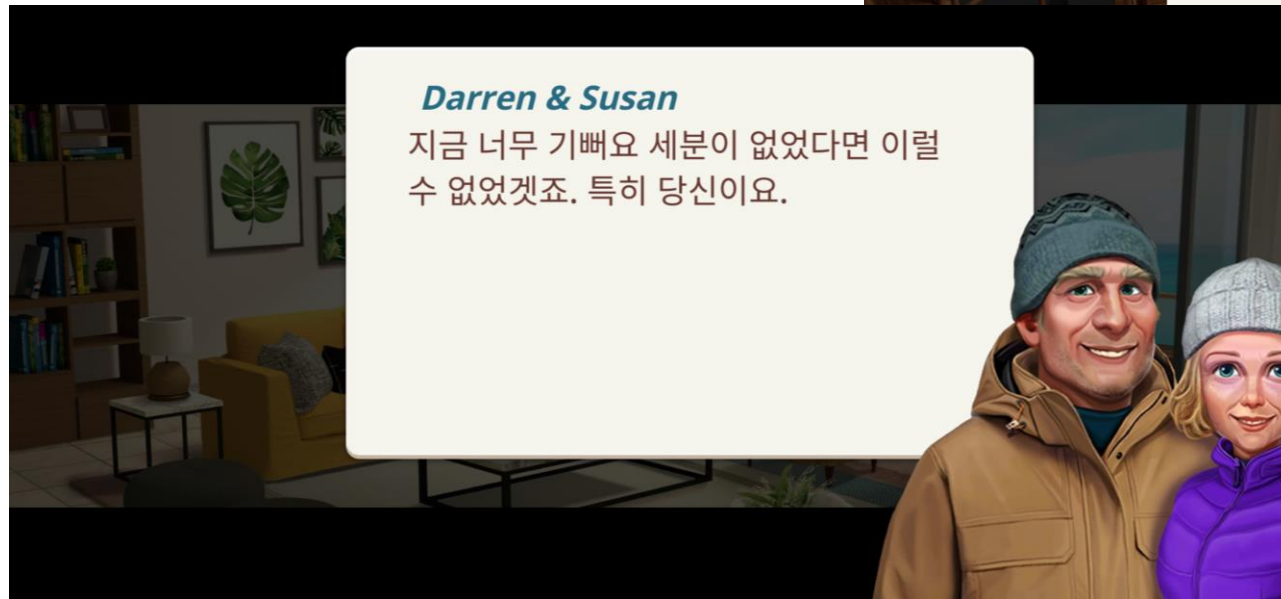 Darren & Susan
지금 너무 기뻐요 세분이 없었다면 이럴
수 없었겟죠. 특히 당신이요.